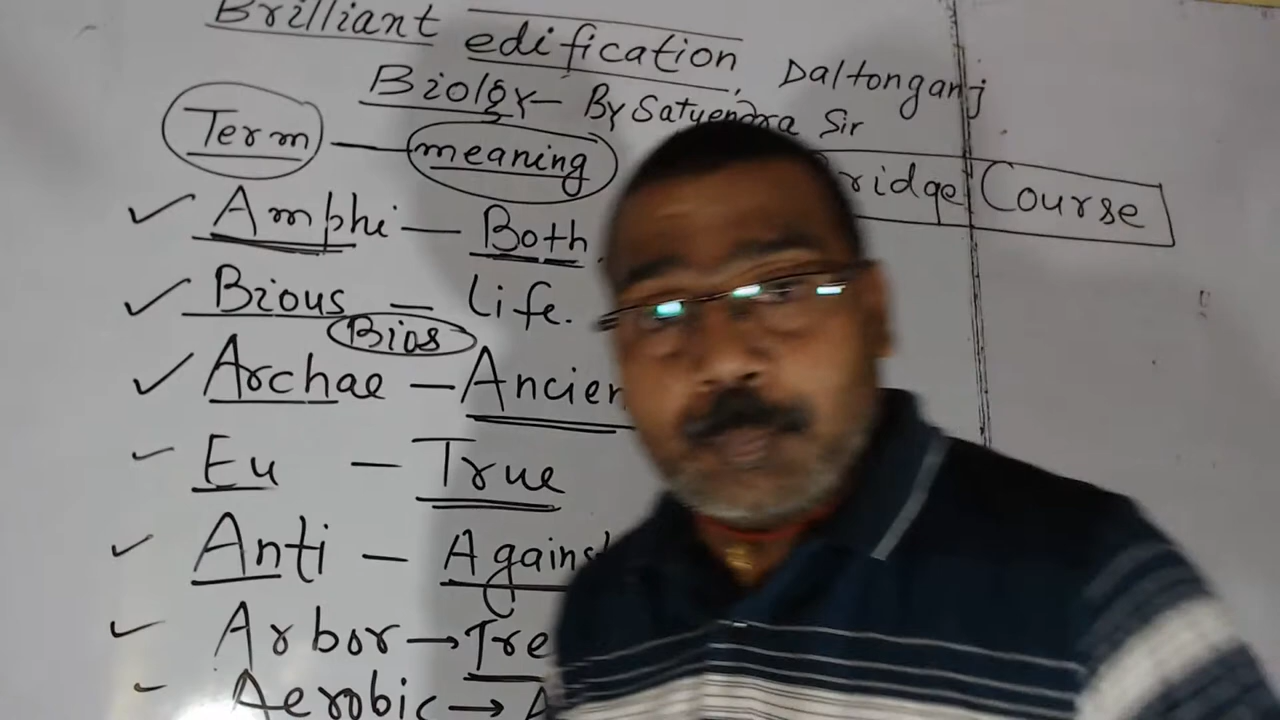 Brilliant edification, Daltonganj
Biology- By Satyendra Sir
Term — meaning
ridge Course
✓ Amphi — Both.
✓ Bious — Life.
Bios
✓ Archae — Ancien
✓ Eu — True
✓ Anti — Agains
✓ Arbor → Tre
✓ Aerobic → A